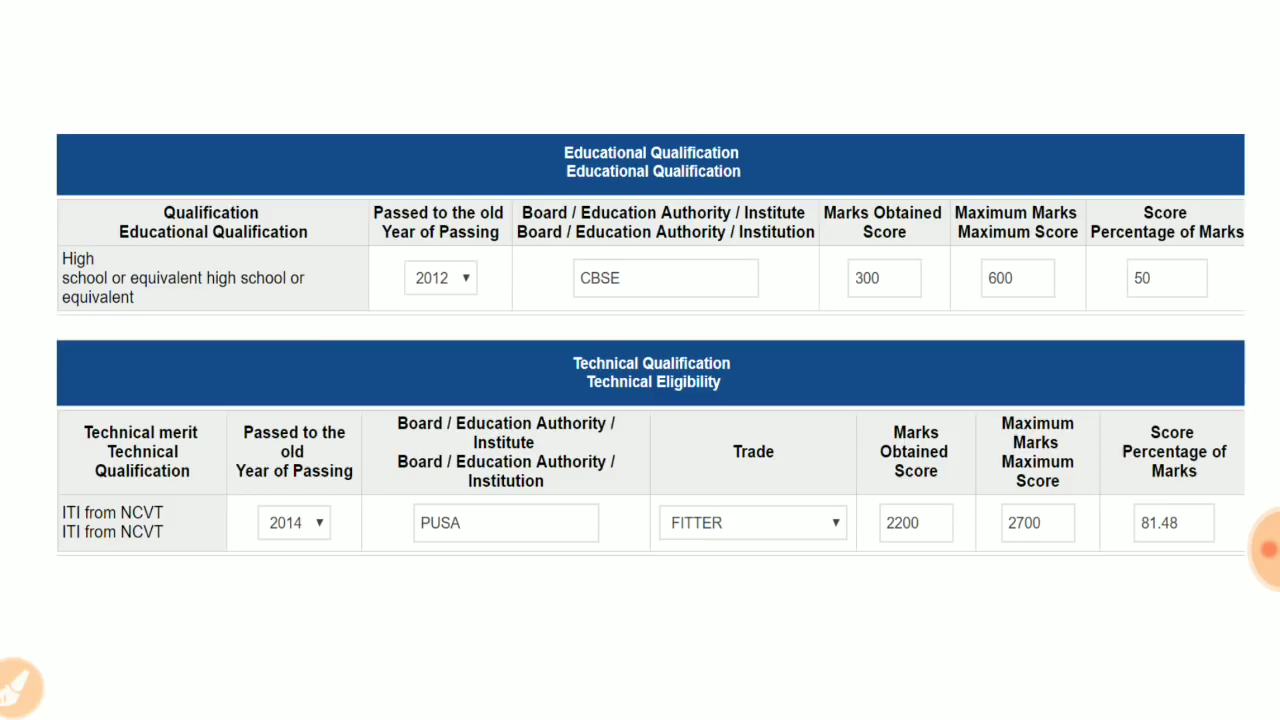 Educational Qualification
Educational Qualification
Qualification
Educational Qualification
Passed to the old
Year of Passing
Board / Education Authority / Institute
Board / Education Authority / Institution
Marks Obtained
Score
Maximum Marks
Maximum Score
Score
Percentage of Marks
High
school or equivalent high school or
equivalent
2012
CBSE
300
600
50
Technical Qualification
Technical Eligibility
Technical merit
Technical
Qualification
Passed to the
old
Year of Passing
Board / Education Authority /
Institute
Board / Education Authority /
Institution
Trade
Marks
Obtained
Score
Maximum
Marks
Maximum
Score
Score
Percentage of
Marks
ITI from NCVT
ITI from NCVT
2014
PUSA
FITTER
2200
2700
81.48